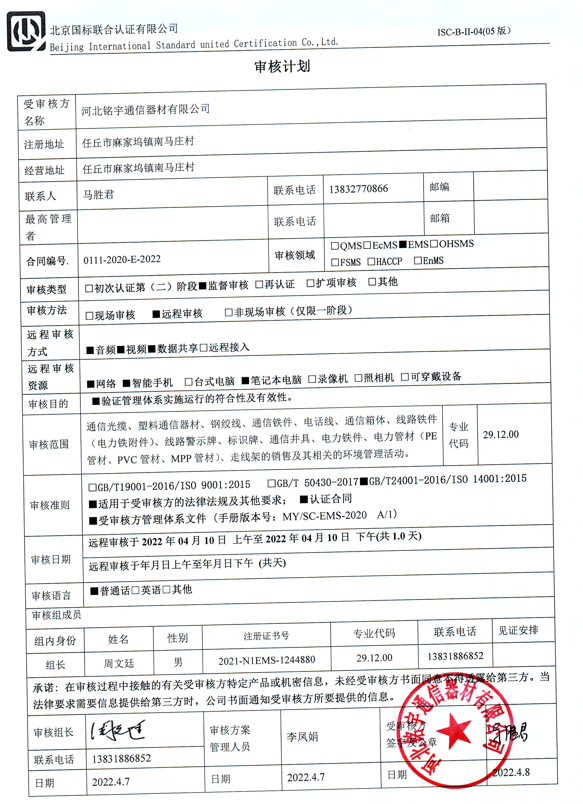 北京国标联合认证有限公司
Beijing International Standard united Certification Co.,Ltd.
ISC-B-II-04(05 版)
审核计划
受审核方名称 河北铭宇通信器材有限公司
注册地址 任丘市麻家坞镇南马庄村
经营地址 任丘市麻家坞镇南马庄村
联系人 马胜君 联系电话 13832770866 邮编
最高管理者 联系电话 邮箱
合同编号. 0111-2020-E-2022 审核领域 □QMS□EcMS■EMS□OHSMS
□FSMS □HACCP □EnMS
审核类型 □初次认证第（二）阶段■监督审核 □再认证 □扩项审核 □其他
审核方法 □现场审核 ■远程审核 □非现场审核（仅限一阶段）
远程审核方式 ■音频■视频■数据共享□远程接入
远程审核资源 ■网络 ■智能手机 □台式电脑 ■笔记本电脑 □录像机 □照相机 □可穿戴设备
审核目的 ■验证管理体系实施运行的符合性及有效性。
审核范围 通信光缆、塑料通信器材、钢绞线、通信铁件、电话线、通信箱体、线路铁件
（电力铁附件）、线路警示牌、标识牌、通信井具、电力铁件、电力管材（PE
管材、PVC 管材、MPP 管材）、走线架的销售及其相关的环境管理活动。
专业代码 29.12.00
审核准则 □GB/T19001-2016/ISO 9001:2015 □GB/T 50430-2017■GB/T24001-2016/ISO 14001:2015
■适用于受审核方的法律法规及其他要求； ■认证合同
■受审核方管理体系文件（手册版本号：MY/SC-EMS-2020 A/1）
审核日期 远程审核于 2022 年 04 月 10 日 上午至 2022 年 04 月 10 日 下午(共 1.0 天)
远程审核于年月日上午至年月日下午 (共天)
审核语言 ■普通话□英语□其他
审核组成员
组内身份 姓名 性别 注册证书号 专业代码 联系电话 见证安排
组长 周文廷 男 2021-N1EMS-1244880 29.12.00 13831886852
承诺：在审核过程中接触的有关受审核方特定产品或机密信息，未经受审核方书面同意不得透露给第三方。当
法律要求需要信息提供给第三方时，公司书面通知受审核方所要提供的信息。
审核组长 周文廷 审核方案管理人员 李凤娟 受审核方签字及公章
联系电话 13831886852
日期 2022.4.7 日期 2022.4.7 日期 2022.4.8
河北铭宇通信器材有限公司